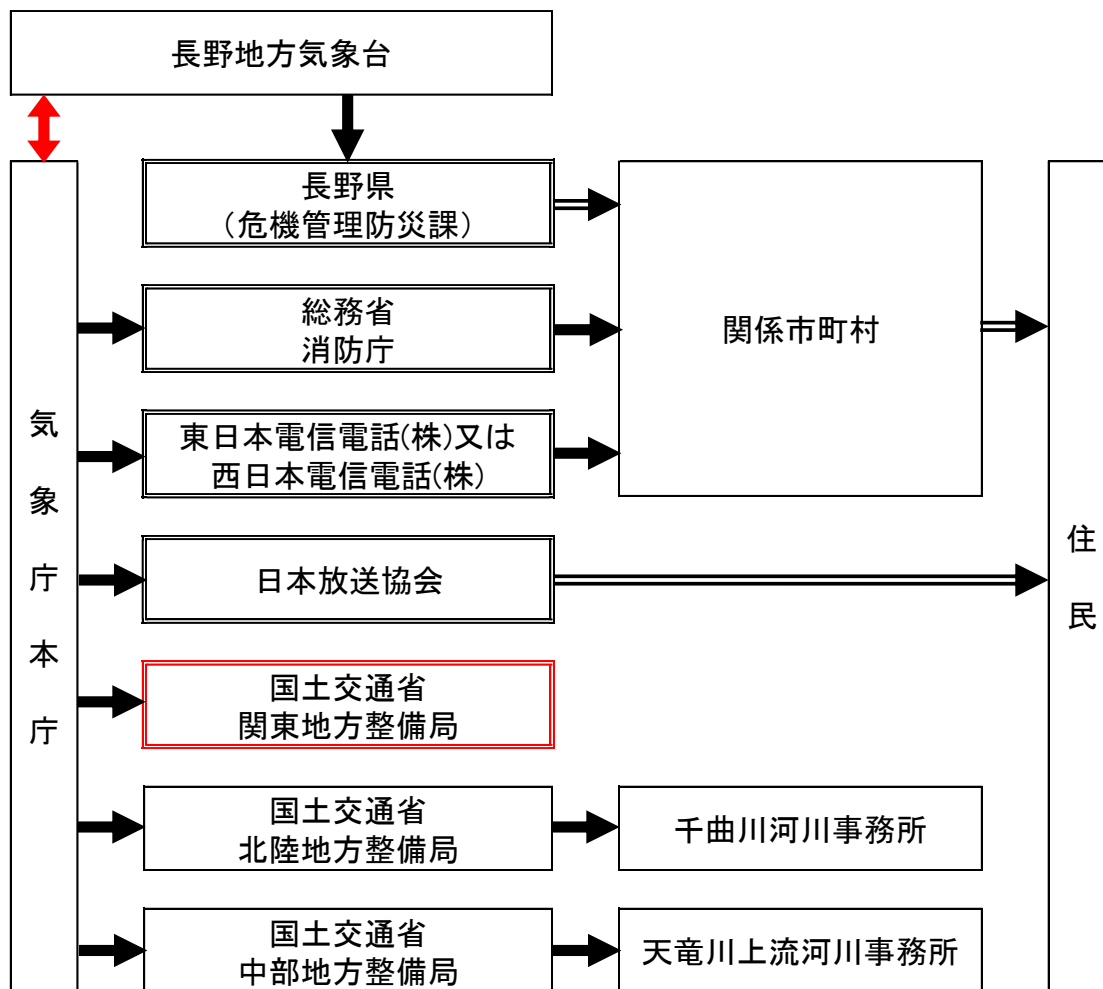 長野地方気象台
長野県
（危機管理防災課）
総務省
消防庁
関係市町村
東日本電信電話(株)又は
西日本電信電話(株)
気象庁本庁
日本放送協会
住民
国土交通省
関東地方整備局
国土交通省
北陸地方整備局
千曲川河川事務所
国土交通省
中部地方整備局
天竜川上流河川事務所